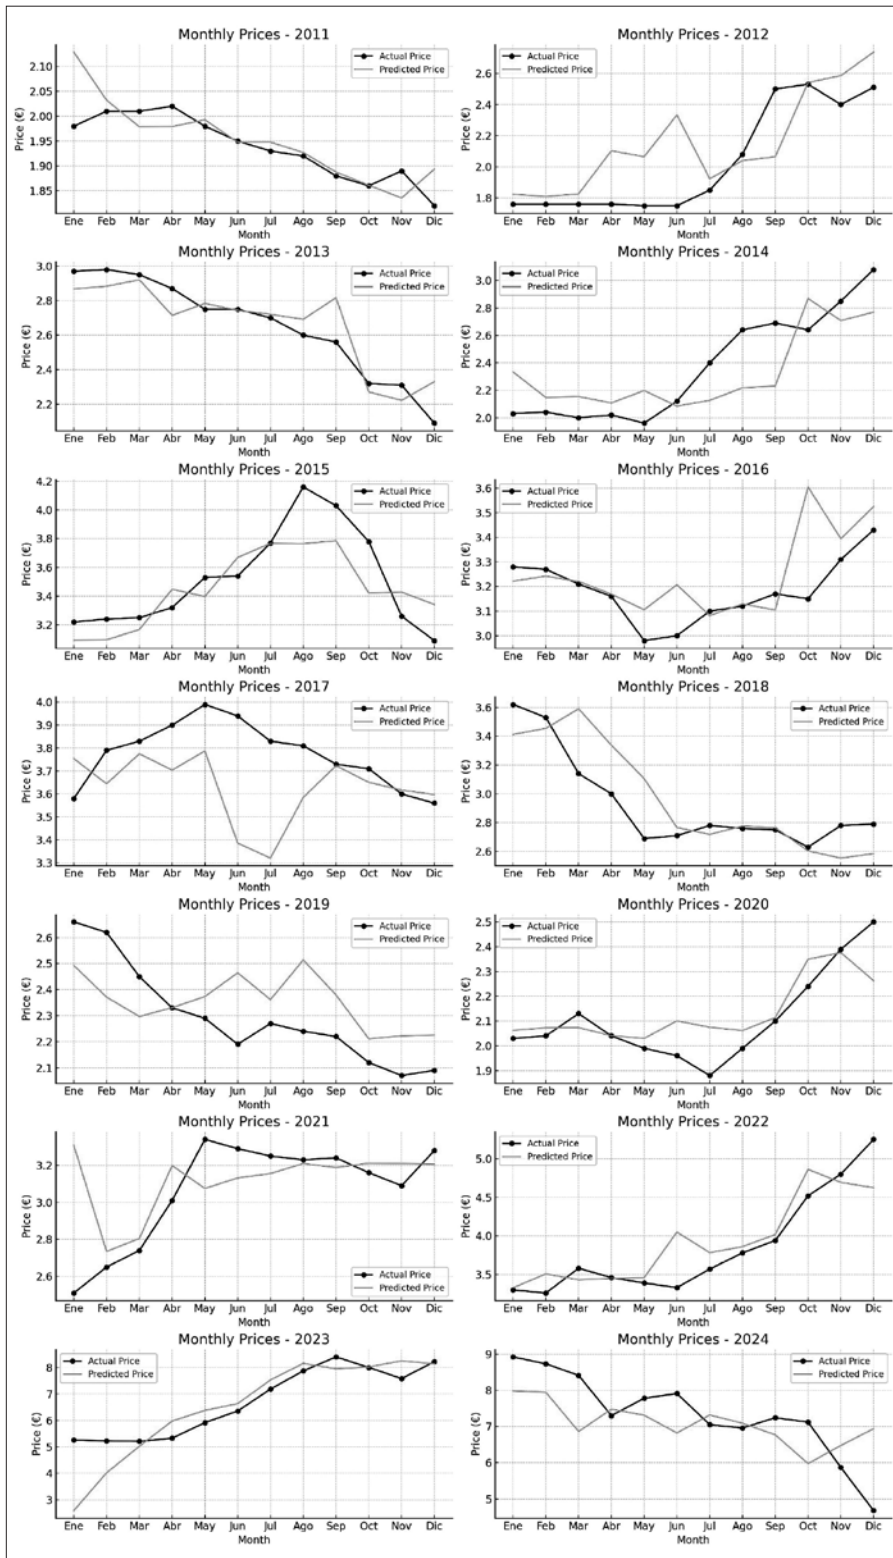 Monthly Prices - 2011
Actual Price
Predicted Price
Price (€)
2.10
2.05
2.00
1.95
1.90
1.85
Ene Feb Mar Abr May Jun Jul Ago Sep Oct Nov Dic
Month
Monthly Prices - 2012
Actual Price
Predicted Price
Price (€)
2.6
2.4
2.2
2.0
1.8
Ene Feb Mar Abr May Jun Jul Ago Sep Oct Nov Dic
Month
Monthly Prices - 2013
Actual Price
Predicted Price
Price (€)
3.0
2.8
2.6
2.4
2.2
Ene Feb Mar Abr May Jun Jul Ago Sep Oct Nov Dic
Month
Monthly Prices - 2014
Actual Price
Predicted Price
Price (€)
3.0
2.8
2.6
2.4
2.2
2.0
Ene Feb Mar Abr May Jun Jul Ago Sep Oct Nov Dic
Month
Monthly Prices - 2015
Actual Price
Predicted Price
Price (€)
4.2
4.0
3.8
3.6
3.4
3.2
Ene Feb Mar Abr May Jun Jul Ago Sep Oct Nov Dic
Month
Monthly Prices - 2016
Actual Price
Predicted Price
Price (€)
3.6
3.5
3.4
3.3
3.2
3.1
3.0
Ene Feb Mar Abr May Jun Jul Ago Sep Oct Nov Dic
Month
Monthly Prices - 2017
Actual Price
Predicted Price
Price (€)
4.0
3.9
3.8
3.7
3.6
3.5
3.4
3.3
Ene Feb Mar Abr May Jun Jul Ago Sep Oct Nov Dic
Month
Monthly Prices - 2018
Actual Price
Predicted Price
Price (€)
3.6
3.4
3.2
3.0
2.8
2.6
Ene Feb Mar Abr May Jun Jul Ago Sep Oct Nov Dic
Month
Monthly Prices - 2019
Actual Price
Predicted Price
Price (€)
2.6
2.5
2.4
2.3
2.2
2.1
Ene Feb Mar Abr May Jun Jul Ago Sep Oct Nov Dic
Month
Monthly Prices - 2020
Actual Price
Predicted Price
Price (€)
2.5
2.4
2.3
2.2
2.1
2.0
1.9
Ene Feb Mar Abr May Jun Jul Ago Sep Oct Nov Dic
Month
Monthly Prices - 2021
Price (€)
3.2
3.0
2.8
2.6
Actual Price
Predicted Price
Ene Feb Mar Abr May Jun Jul Ago Sep Oct Nov Dic
Month
Monthly Prices - 2022
Actual Price
Predicted Price
Price (€)
5.0
4.5
4.0
3.5
Ene Feb Mar Abr May Jun Jul Ago Sep Oct Nov Dic
Month
Monthly Prices - 2023
Actual Price
Predicted Price
Price (€)
8
7
6
5
4
3
Ene Feb Mar Abr May Jun Jul Ago Sep Oct Nov Dic
Month
Monthly Prices - 2024
Actual Price
Predicted Price
Price (€)
9
8
7
6
5
Ene Feb Mar Abr May Jun Jul Ago Sep Oct Nov Dic
Month